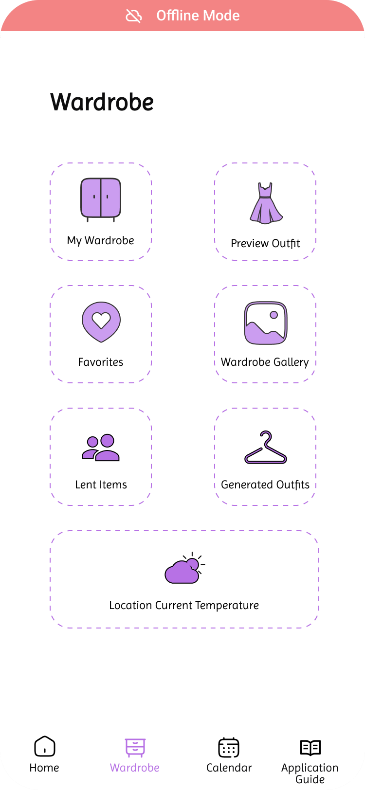 Offline Mode
Wardrobe
My Wardrobe
Preview Outfit
Favorites
Wardrobe Gallery
Lent Items
Generated Outfits
Location Current Temperature
Home
Wardrobe
Calendar
Application
Guide